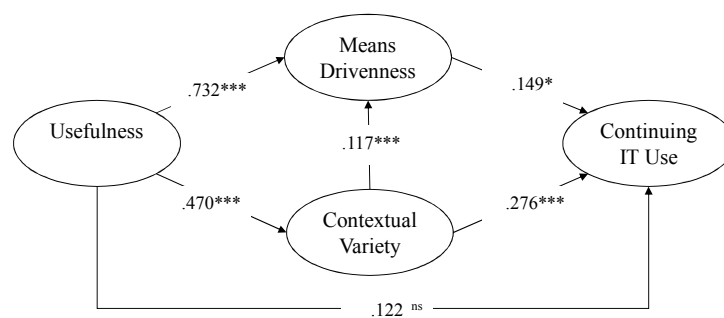 Means
Drivenness
.732***
.149*
Usefulness
.117***
Continuing
IT Use
.470***
.276***
Contextual
Variety
.122 ns